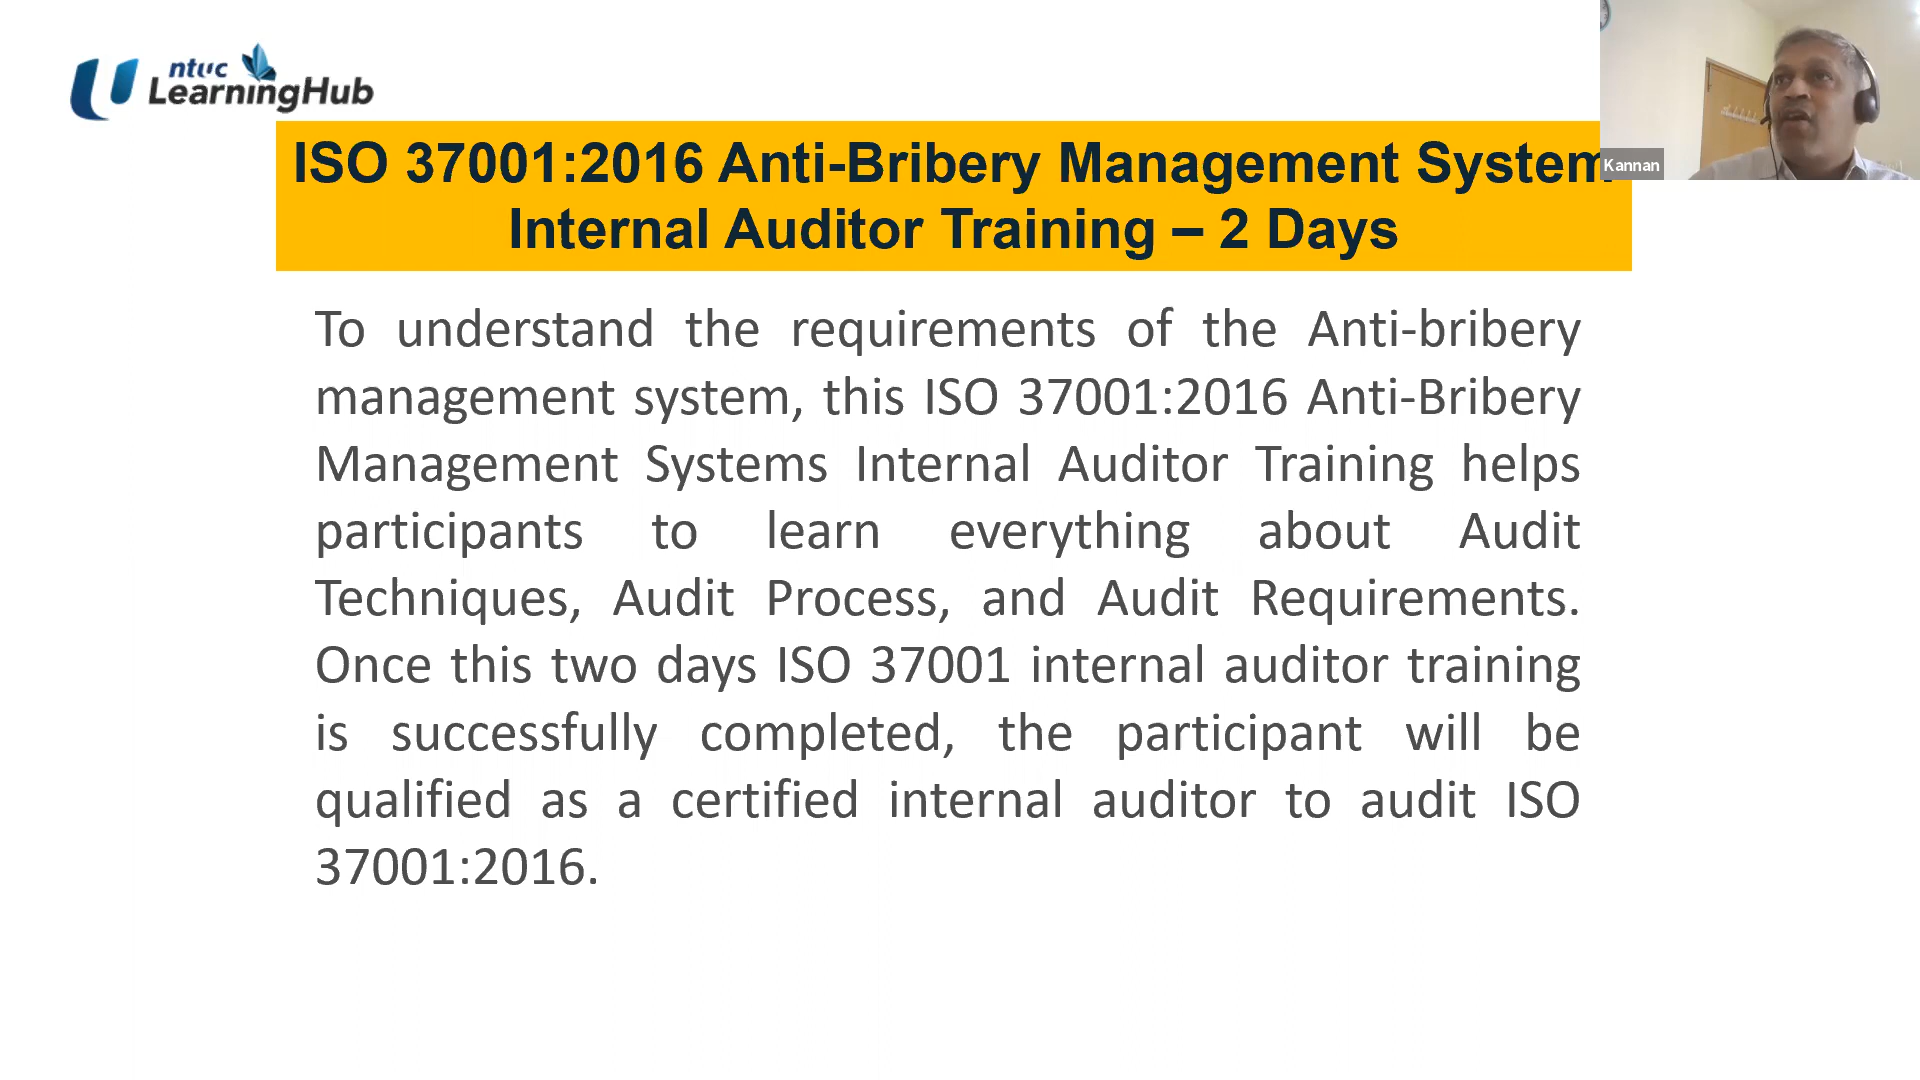 ntuc
LearningHub
Kannan
ISO 37001:2016 Anti-Bribery Management System
Internal Auditor Training – 2 Days
To understand the requirements of the Anti-bribery
management system, this ISO 37001:2016 Anti-Bribery
Management Systems Internal Auditor Training helps
participants to learn everything about Audit
Techniques, Audit Process, and Audit Requirements.
Once this two days ISO 37001 internal auditor training
is successfully completed, the participant will be
qualified as a certified internal auditor to audit ISO
37001:2016.